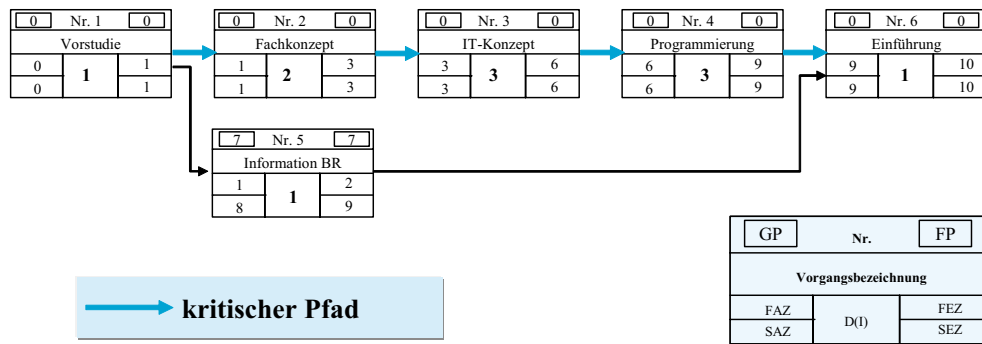 0 Nr. 1 0
Vorstudie
0 1 1
0 1
0 Nr. 2 0
Fachkonzept
1 2 3
1 3
0 Nr. 3 0
IT-Konzept
3 3 6
3 6
0 Nr. 4 0
Programmierung
6 3 9
6 9
0 Nr. 6 0
Einführung
9 1 10
9 10
7 Nr. 5 7
Information BR
1 1 2
8 9
GP Nr. FP
Vorgangsbezeichnung
FAZ D(I) FEZ
SAZ SEZ
kritischer Pfad